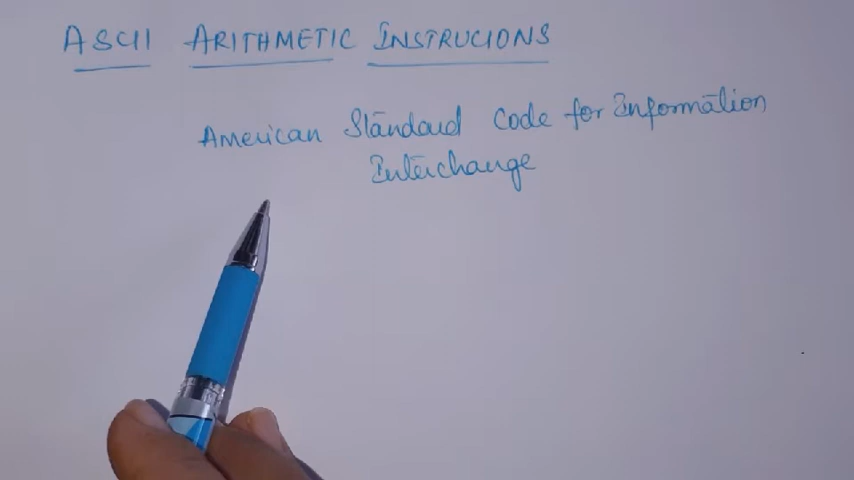 ASCII ARITHMETIC INSTRUCIONS
American Standard Code for Information
Interchange